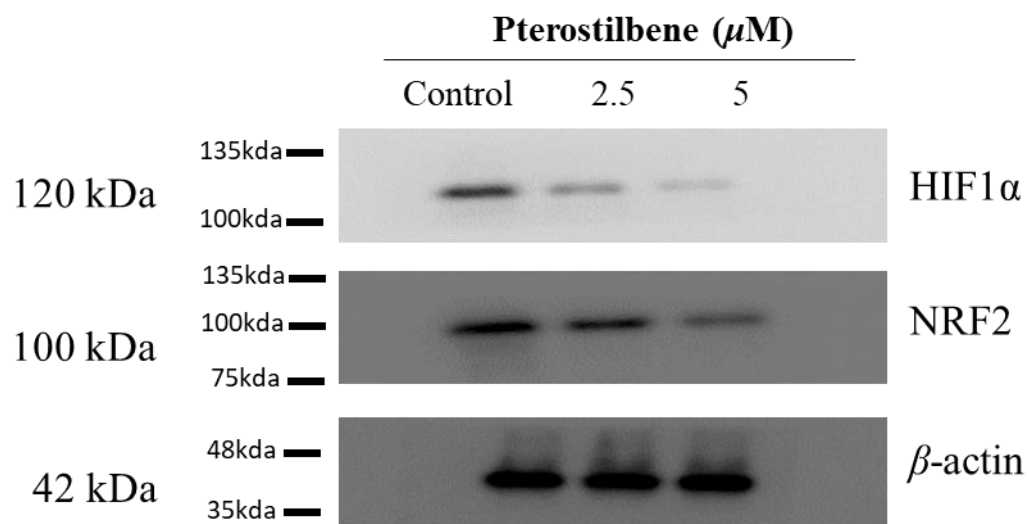 Pterostilbene (μM)
Control 2.5 5
135kda
120 kDa HIF1α
100kda
135kda
100kda NRF2
100 kDa
75kda
48kda β-actin
42 kDa
35kda